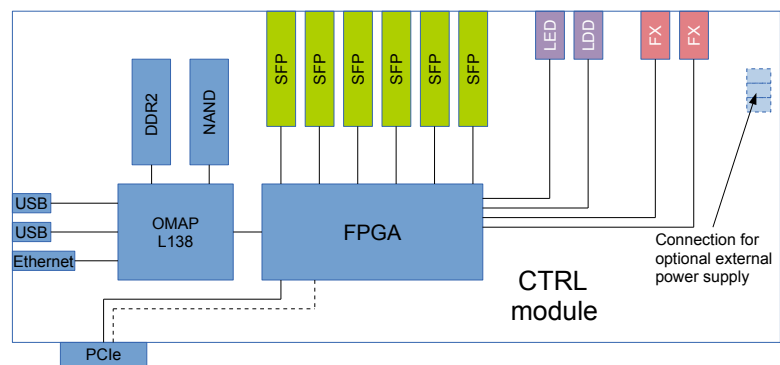 SFP
SFP
SFP
SFP
SFP
SFP
LED
LDD
FX
FX
DDR2
NAND
USB
USB
Ethernet
OMAP
L138
FPGA
Connection for
optional external
power supply
CTRL
module
PCIe